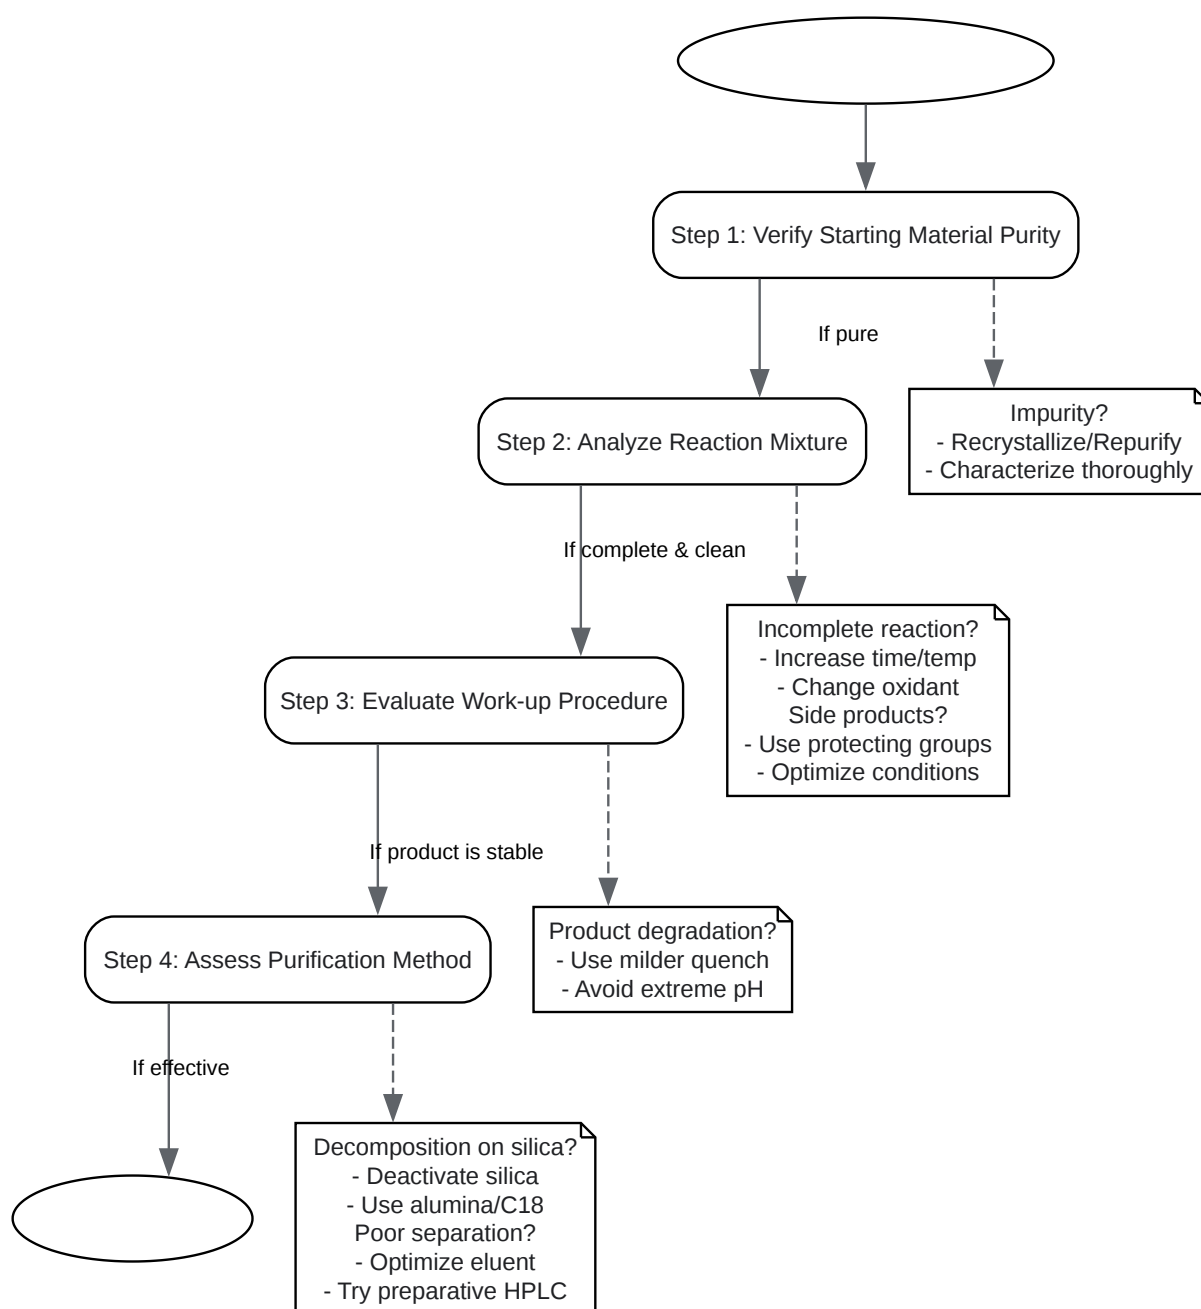 Step 1: Verify Starting Material Purity
If pure
Impurity?
- Recrystallize/Repurify
- Characterize thoroughly
Step 2: Analyze Reaction Mixture
If complete & clean
Incomplete reaction?
- Increase time/temp
- Change oxidant
Side products?
- Use protecting groups
- Optimize conditions
Step 3: Evaluate Work-up Procedure
If product is stable
Product degradation?
- Use milder quench
- Avoid extreme pH
Step 4: Assess Purification Method
If effective
Decomposition on silica?
- Deactivate silica
- Use alumina/C18
Poor separation?
- Optimize eluent
- Try preparative HPLC